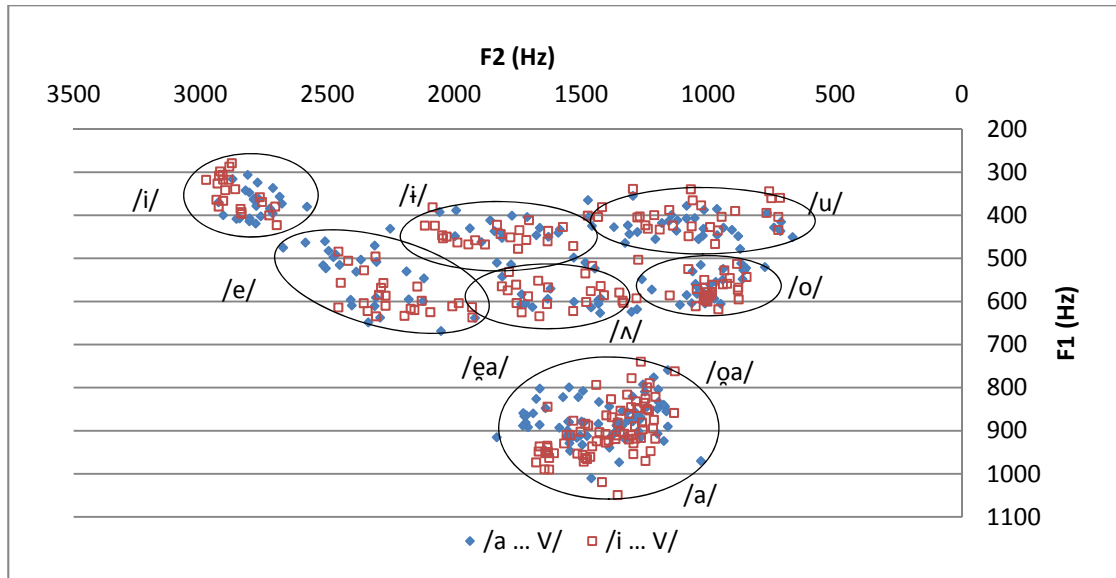 F2 (Hz)
3500 3000 2500 2000 1500 1000 500 0
200
300
400
500
600
700
800
900
1000
1100
F1 (Hz)
/i/
/ɨ/
/u/
/e/
/ʌ/
/o/
/e̯a/
/o̯a/
/a/
/a ... V/ /i ... V/